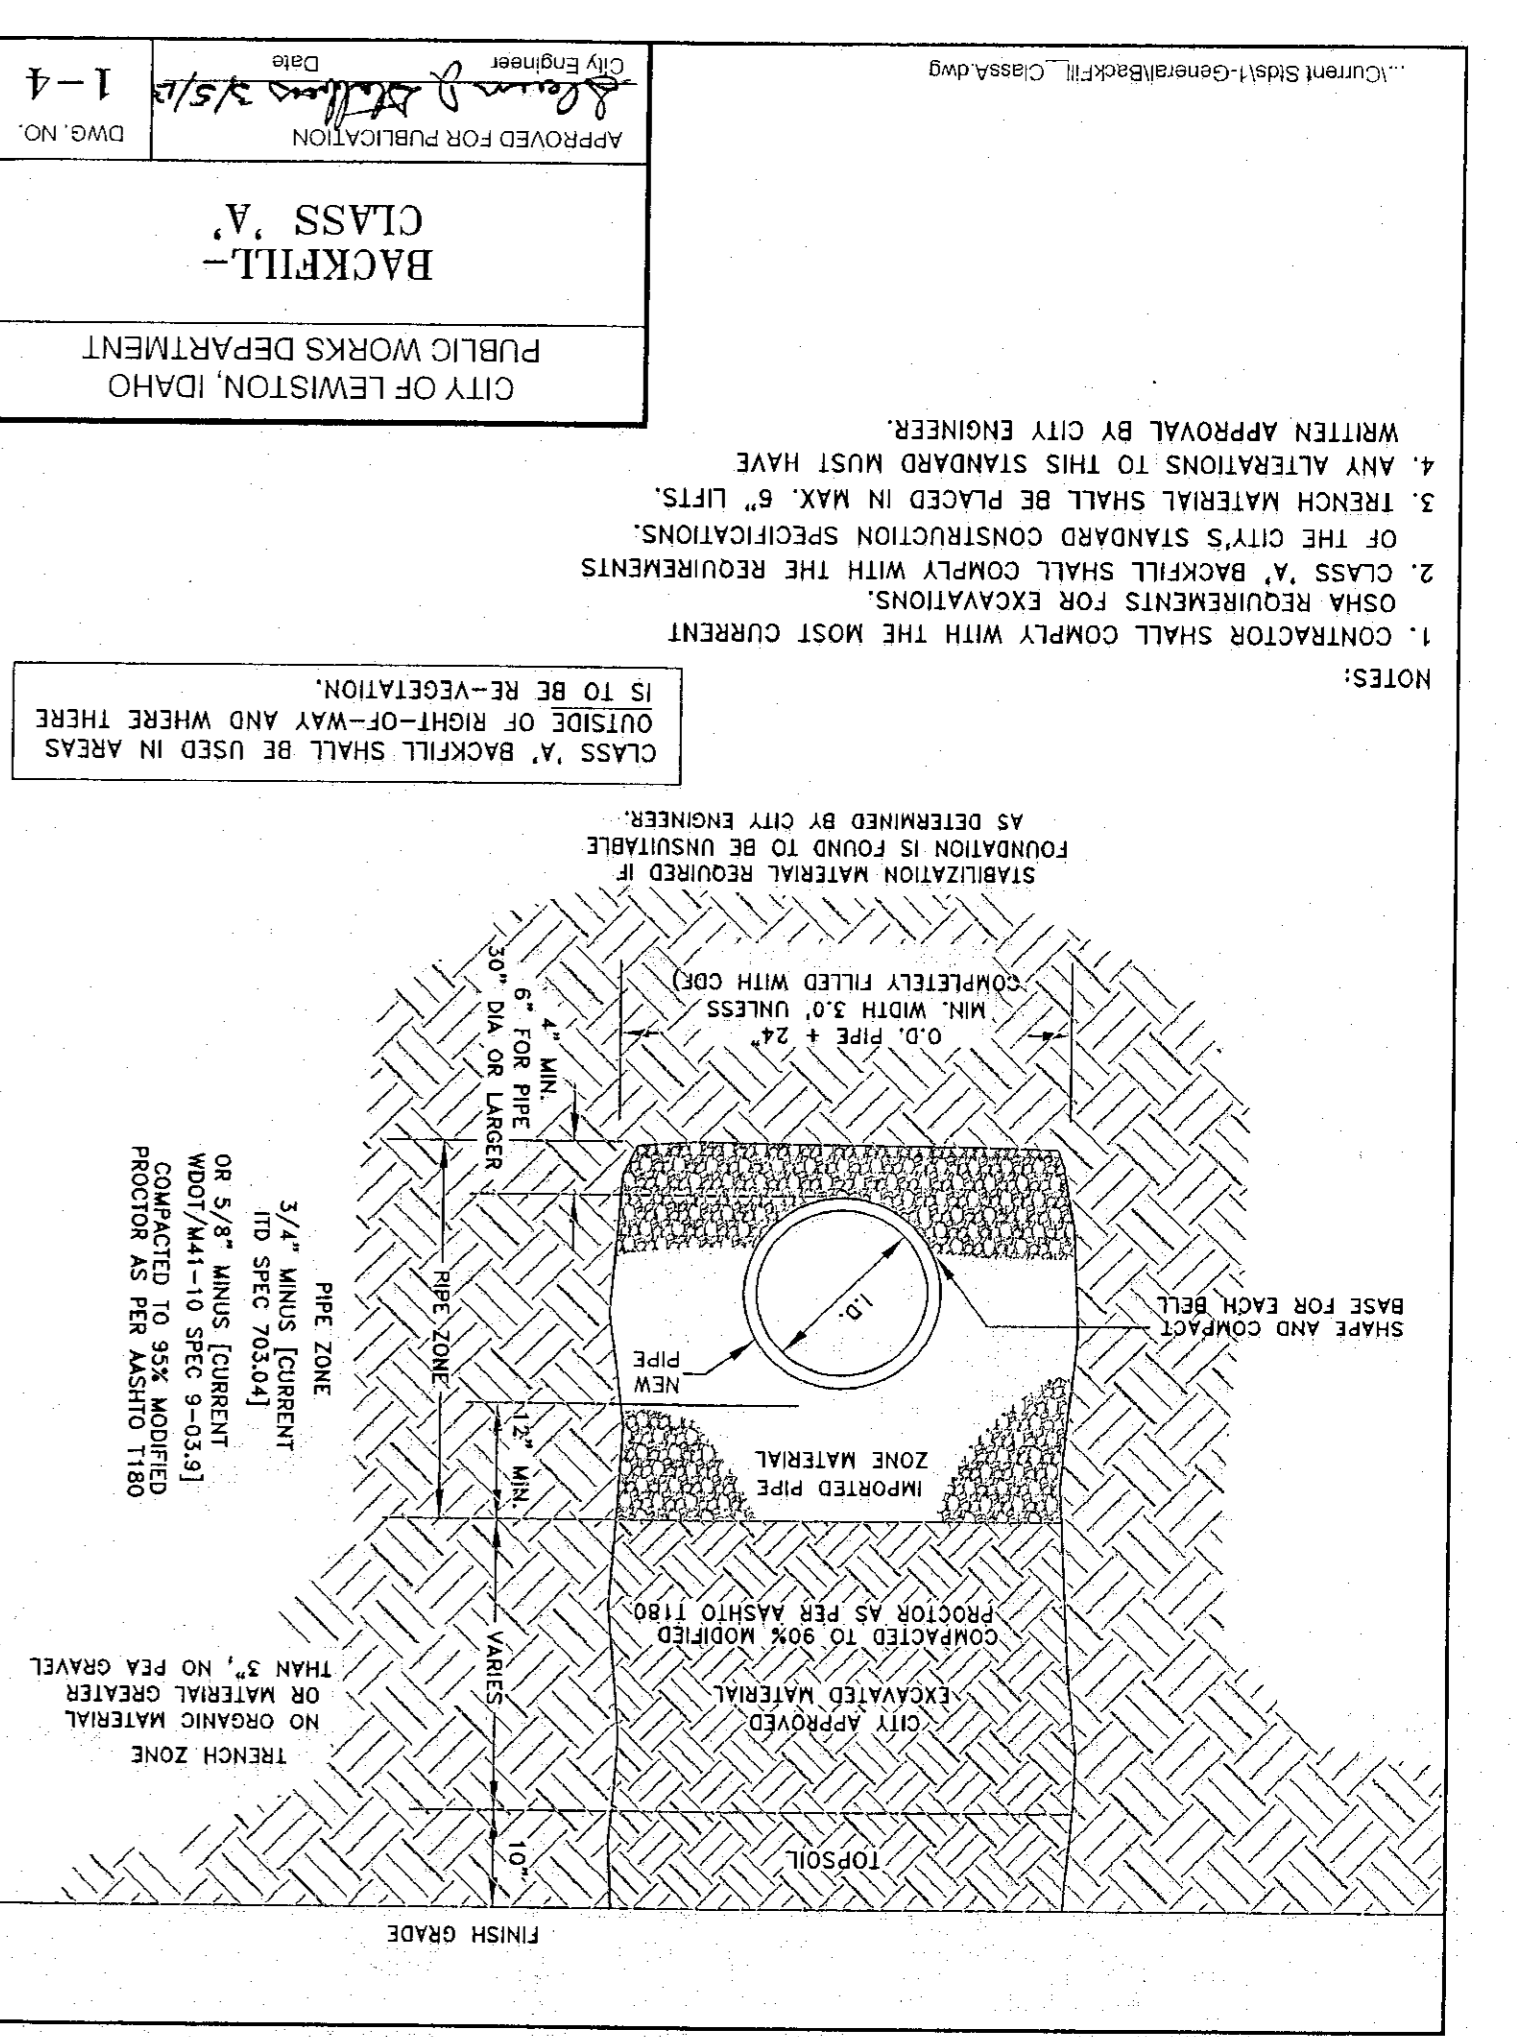 FINISH GRADE
TOPSOIL
10"
TRENCH ZONE
NO ORGANIC MATERIAL
OR MATERIAL GREATER
THAN 3", NO PEA GRAVEL
CITY APPROVED
EXCAVATED MATERIAL
COMPACTED TO 90% MODIFIED
PROCTOR AS PER AASHTO T180
VARIES
IMPORTED PIPE
ZONE MATERIAL
12" MIN.
NEW
PIPE
I.D.
SHAPE AND COMPACT
BASE FOR EACH BELL
PIPE ZONE
PIPE ZONE
3/4" MINUS [CURRENT
ITD SPEC 703.04]
OR 5/8" MINUS [CURRENT
WDOT/M41-10 SPEC 9-03.9]
COMPACTED TO 95% MODIFIED
PROCTOR AS PER AASHTO T180
4" MIN.
6" FOR PIPE
30" DIA OR LARGER
O.D. PIPE + 24"
MIN. WIDTH 3.0' UNLESS
COMPLETELY FILLED WITH CDF)
STABILIZATION MATERIAL REQUIRED IF
FOUNDATION IS FOUND TO BE UNSUITABLE
AS DETERMINED BY CITY ENGINEER.
CLASS 'A' BACKFILL SHALL BE USED IN AREAS
OUTSIDE OF RIGHT-OF-WAY AND WHERE THERE
IS TO BE RE-VEGETATION.
NOTES:
1. CONTRACTOR SHALL COMPLY WITH THE MOST CURRENT
OSHA REQUIREMENTS FOR EXCAVATIONS.
2. CLASS 'A' BACKFILL SHALL COMPLY WITH THE REQUIREMENTS
OF THE CITY'S STANDARD CONSTRUCTION SPECIFICATIONS.
3. TRENCH MATERIAL SHALL BE PLACED IN MAX. 6" LIFTS.
4. ANY ALTERATIONS TO THIS STANDARD MUST HAVE
WRITTEN APPROVAL BY CITY ENGINEER.
CITY OF LEWISTON, IDAHO
PUBLIC WORKS DEPARTMENT
BACKFILL-
CLASS 'A'
APPROVED FOR PUBLICATION
3/5/13
City Engineer Date
DWG. NO.
1-4
...\Current Stds\1-General\BackFill_ClassA.dwg